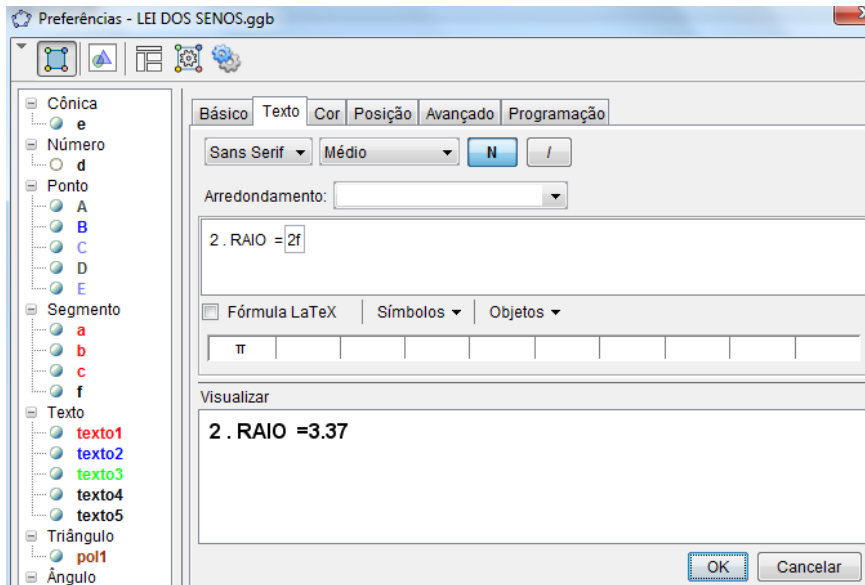 Preferências - LEI DOS SENOS.ggb
Cônica
e
Número
d
Ponto
A
B
C
D
E
Segmento
a
b
c
f
Texto
texto1
texto2
texto3
texto4
texto5
Triângulo
pol1
Ângulo
Básico Texto Cor Posição Avançado Programação
Sans Serif Médio N I
Arredondamento:
2 . RAIO = 2f
Fórmula LaTeX Símbolos Objetos
π
Visualizar
2 . RAIO =3.37
OK Cancelar